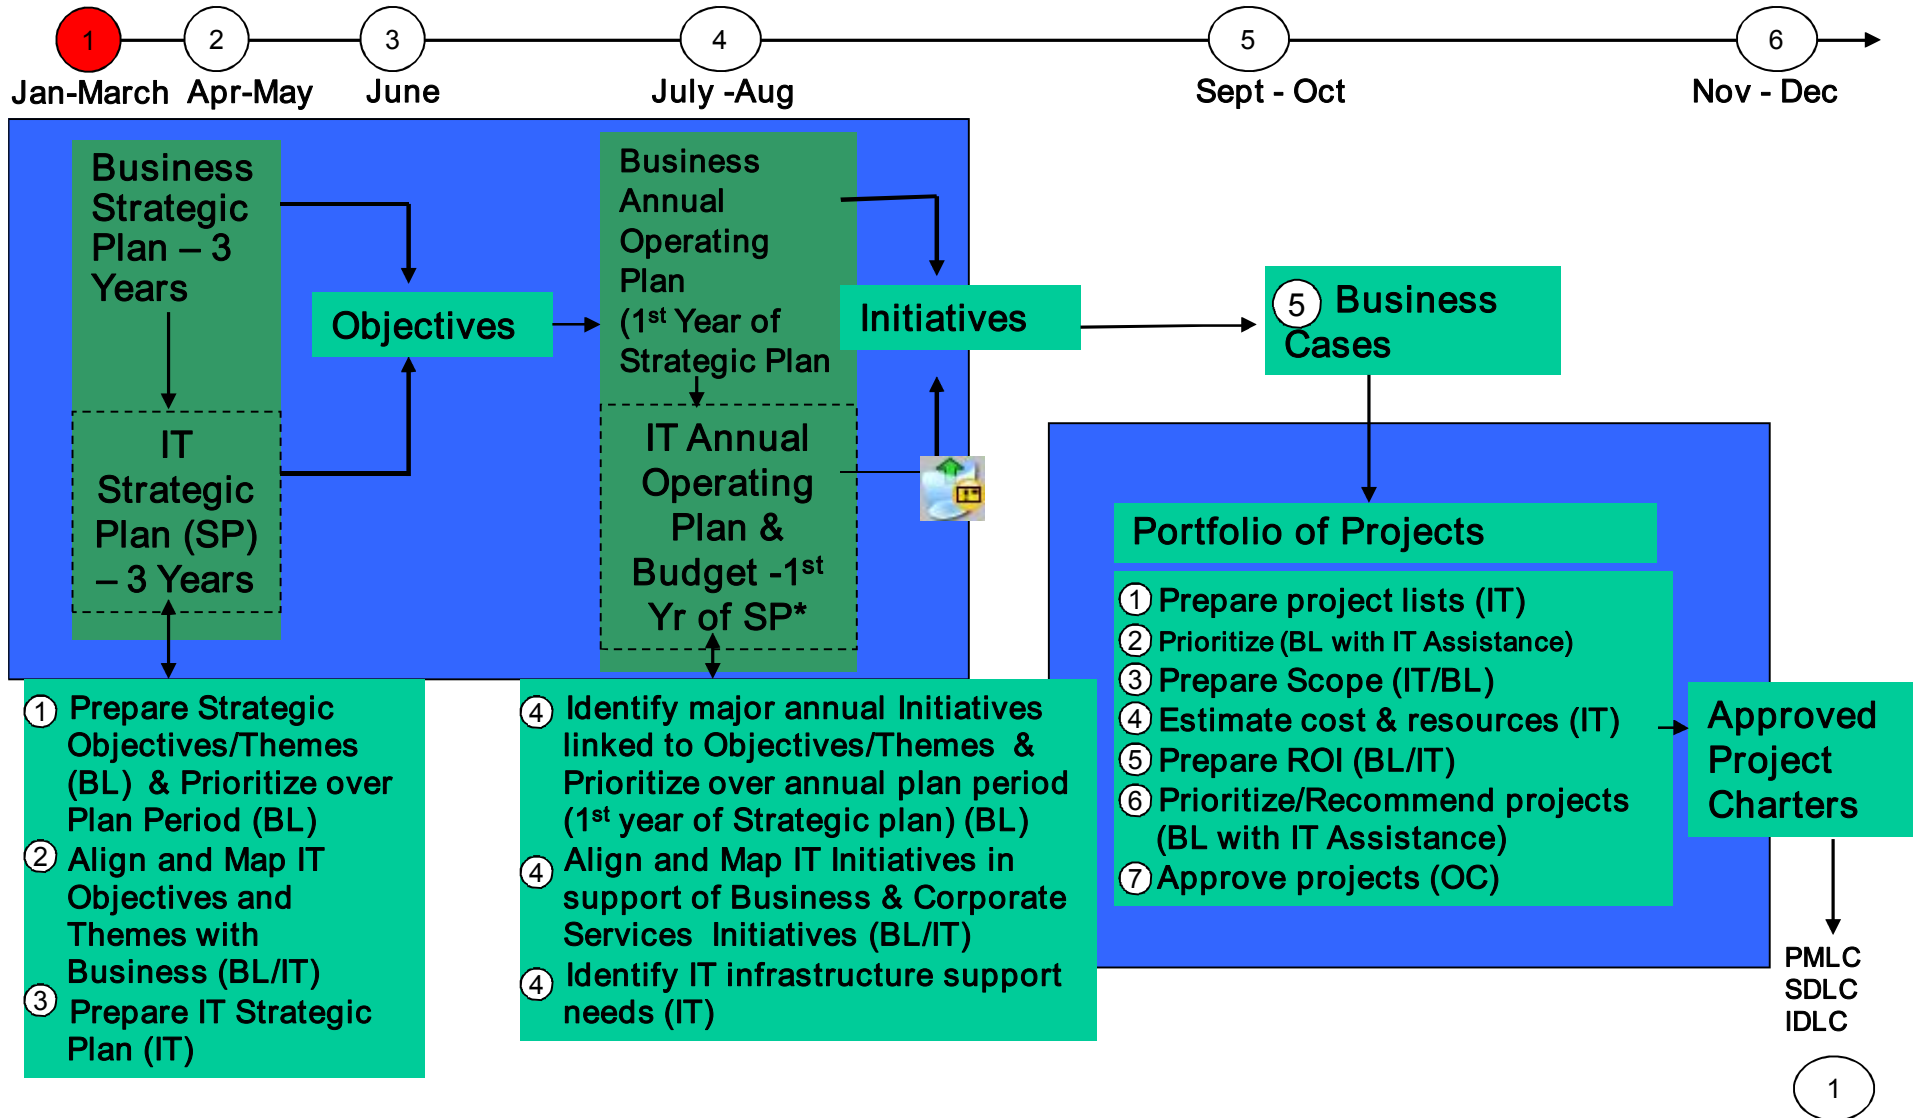 1
2
3
4
5
6
Jan-March
Apr-May
June
July -Aug
Sept - Oct
Nov - Dec
Business
Strategic
Plan – 3
Years
IT
Strategic
Plan (SP)
– 3 Years
Objectives
Business
Annual
Operating
Plan
(1st Year of
Strategic Plan
IT Annual
Operating
Plan &
Budget -1st
Yr of SP*
Initiatives
5 Business
Cases
Portfolio of Projects
1 Prepare project lists (IT)
2 Prioritize (BL with IT Assistance)
3 Prepare Scope (IT/BL)
4 Estimate cost & resources (IT)
5 Prepare ROI (BL/IT)
6 Prioritize/Recommend projects
(BL with IT Assistance)
7 Approve projects (OC)
Approved
Project
Charters
PMLC
SDLC
IDLC
1
1 Prepare Strategic
Objectives/Themes
(BL) & Prioritize over
Plan Period (BL)
2 Align and Map IT
Objectives and
Themes with
Business (BL/IT)
3 Prepare IT Strategic
Plan (IT)
4 Identify major annual Initiatives
linked to Objectives/Themes &
Prioritize over annual plan period
(1st year of Strategic plan) (BL)
4 Align and Map IT Initiatives in
support of Business & Corporate
Services Initiatives (BL/IT)
4 Identify IT infrastructure support
needs (IT)